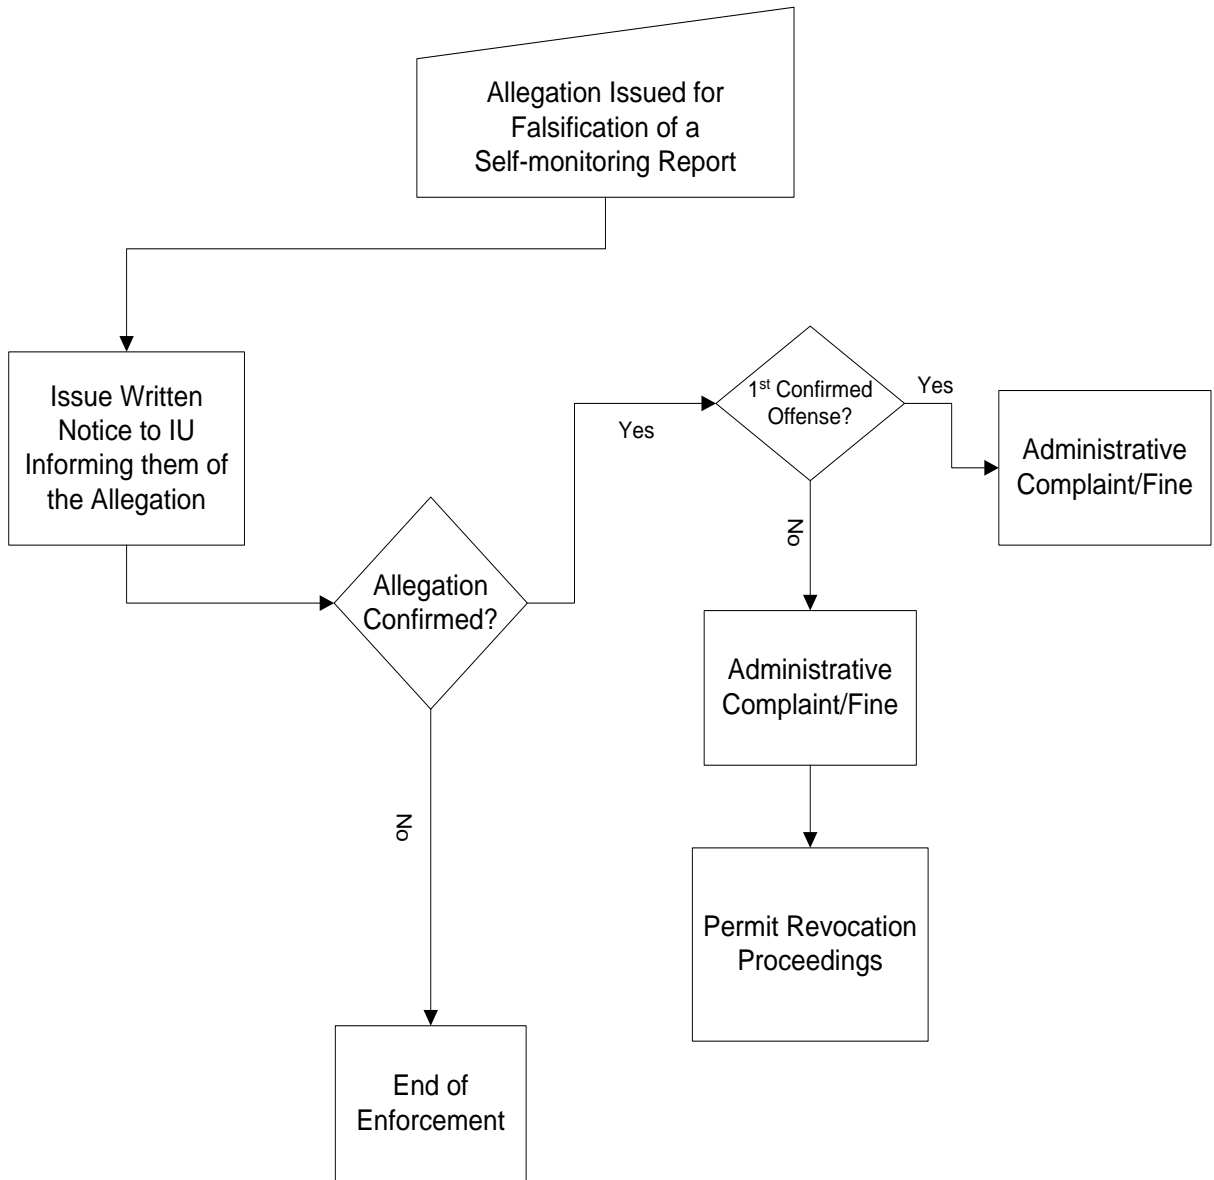 Allegation Issued for
Falsification of a
Self-monitoring Report
Issue Written
Notice to IU
Informing them of
the Allegation
Allegation
Confirmed?
Yes
No
1st Confirmed
Offense?
Yes
No
Administrative
Complaint/Fine
Administrative
Complaint/Fine
Permit Revocation
Proceedings
End of
Enforcement